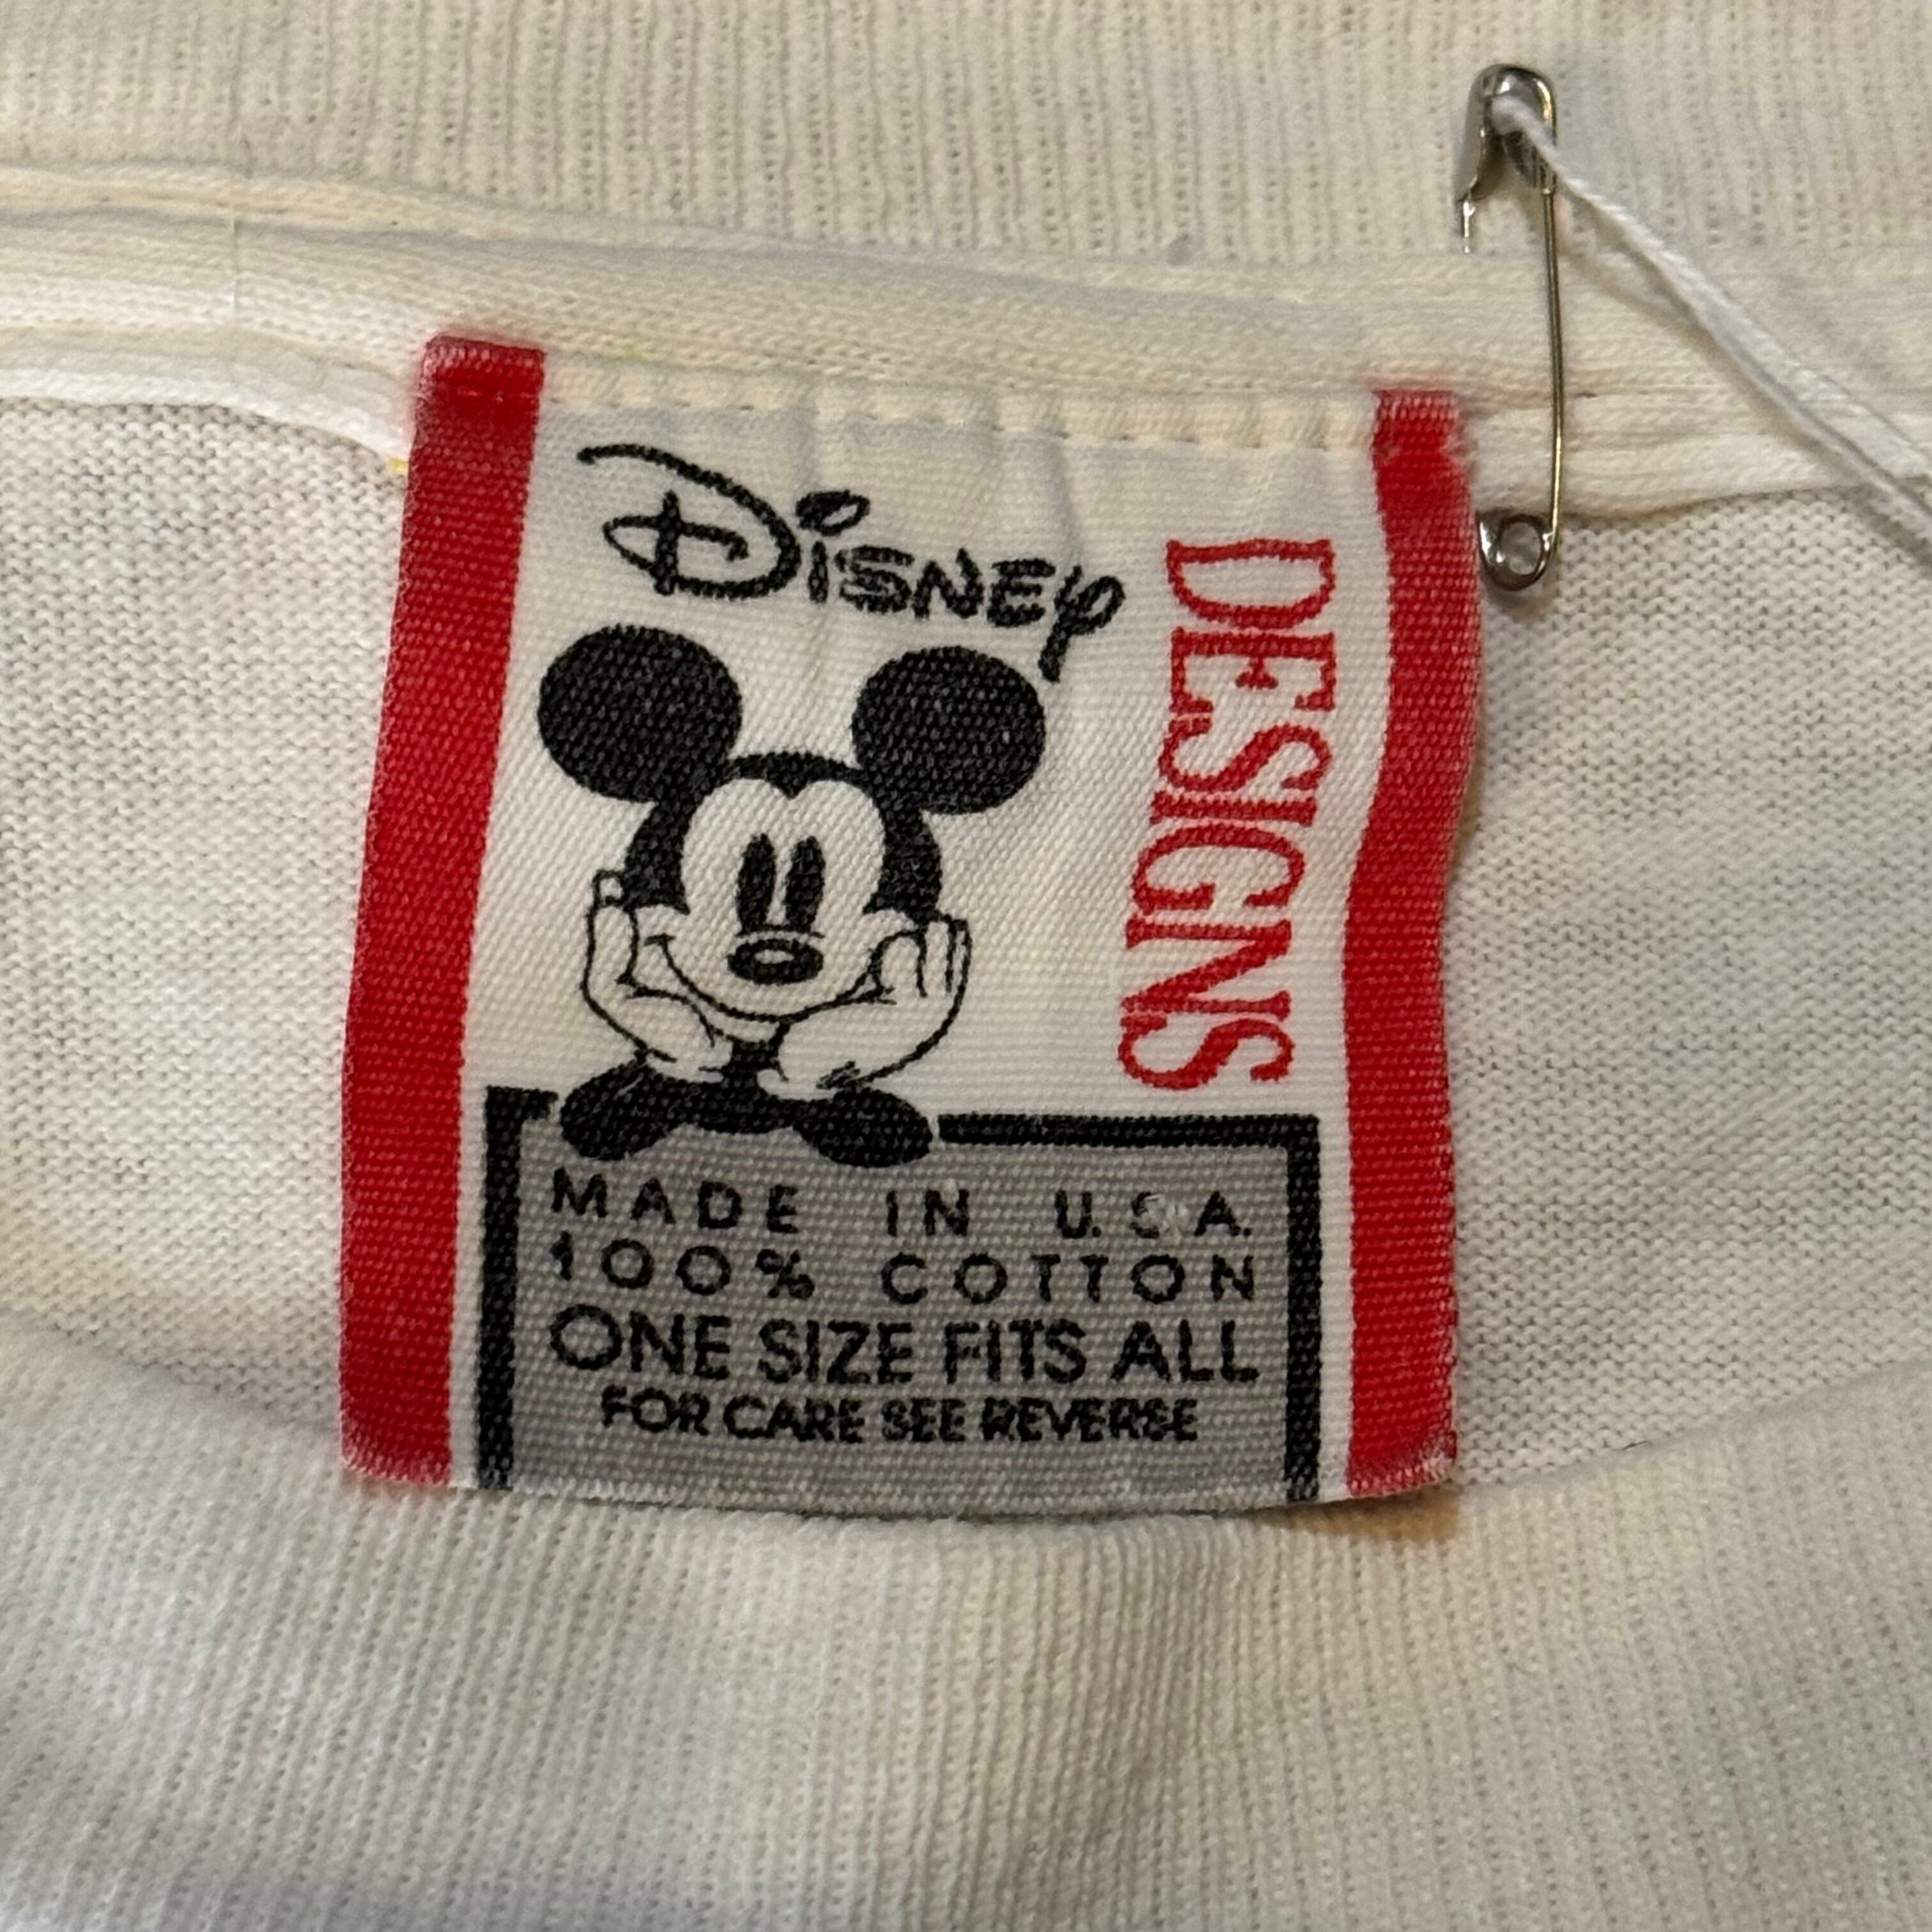 Disney
DESIGNS
MADE IN U.S.A.
100% COTTON
ONE SIZE FITS ALL
FOR CARE SEE REVERSE